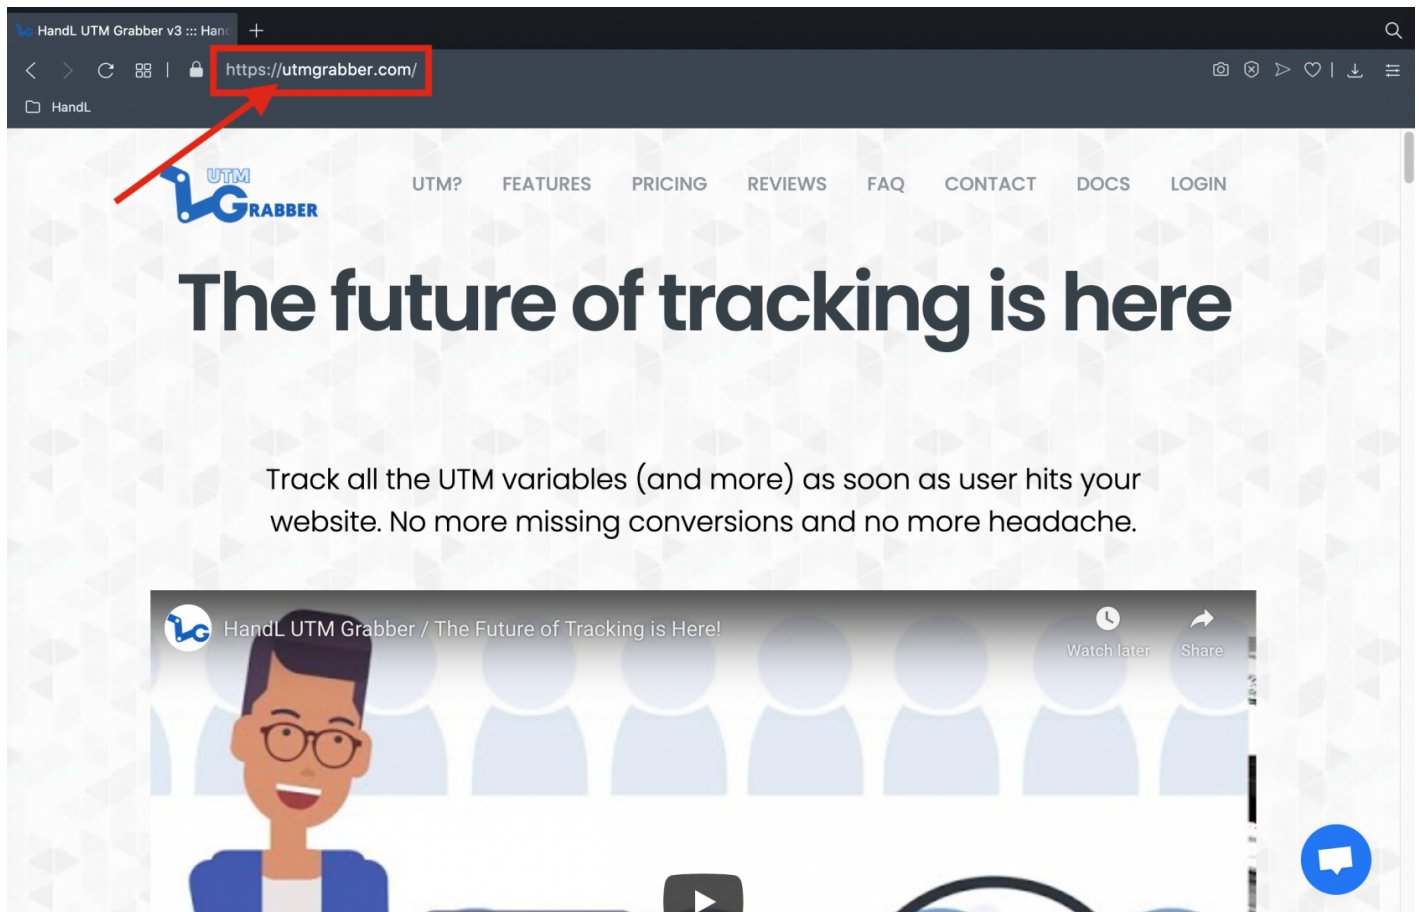 HandL UTM Grabber v3 ::: Hand
https://utmgrabber.com/
HandL
UTM
GRABBER
UTM?
FEATURES
PRICING
REVIEWS
FAQ
CONTACT
DOCS
LOGIN
The future of tracking is here
Track all the UTM variables (and more) as soon as user hits your
website. No more missing conversions and no more headache.
HandL UTM Grabber / The Future of Tracking is Here!
Watch later
Share